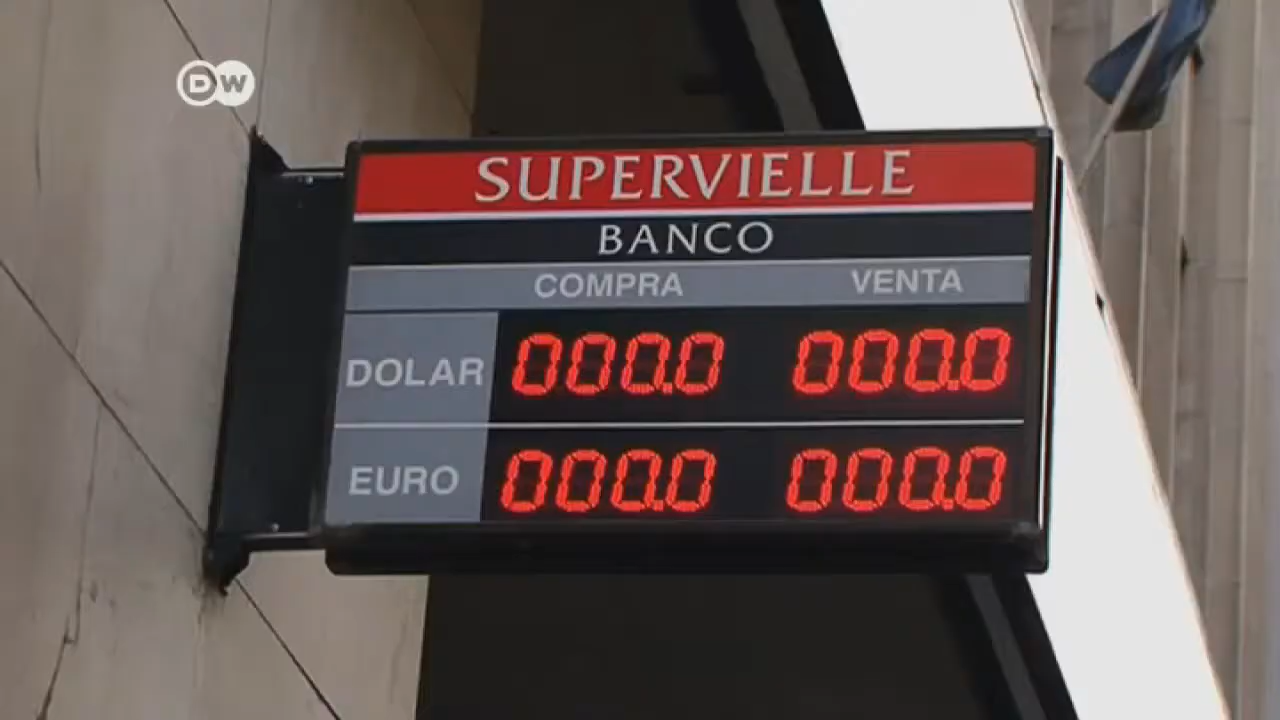 DW
SUPERVIELLE
BANCO
COMPRA VENTA
DOLAR 000.0 000.0
EURO 000.0 000.0